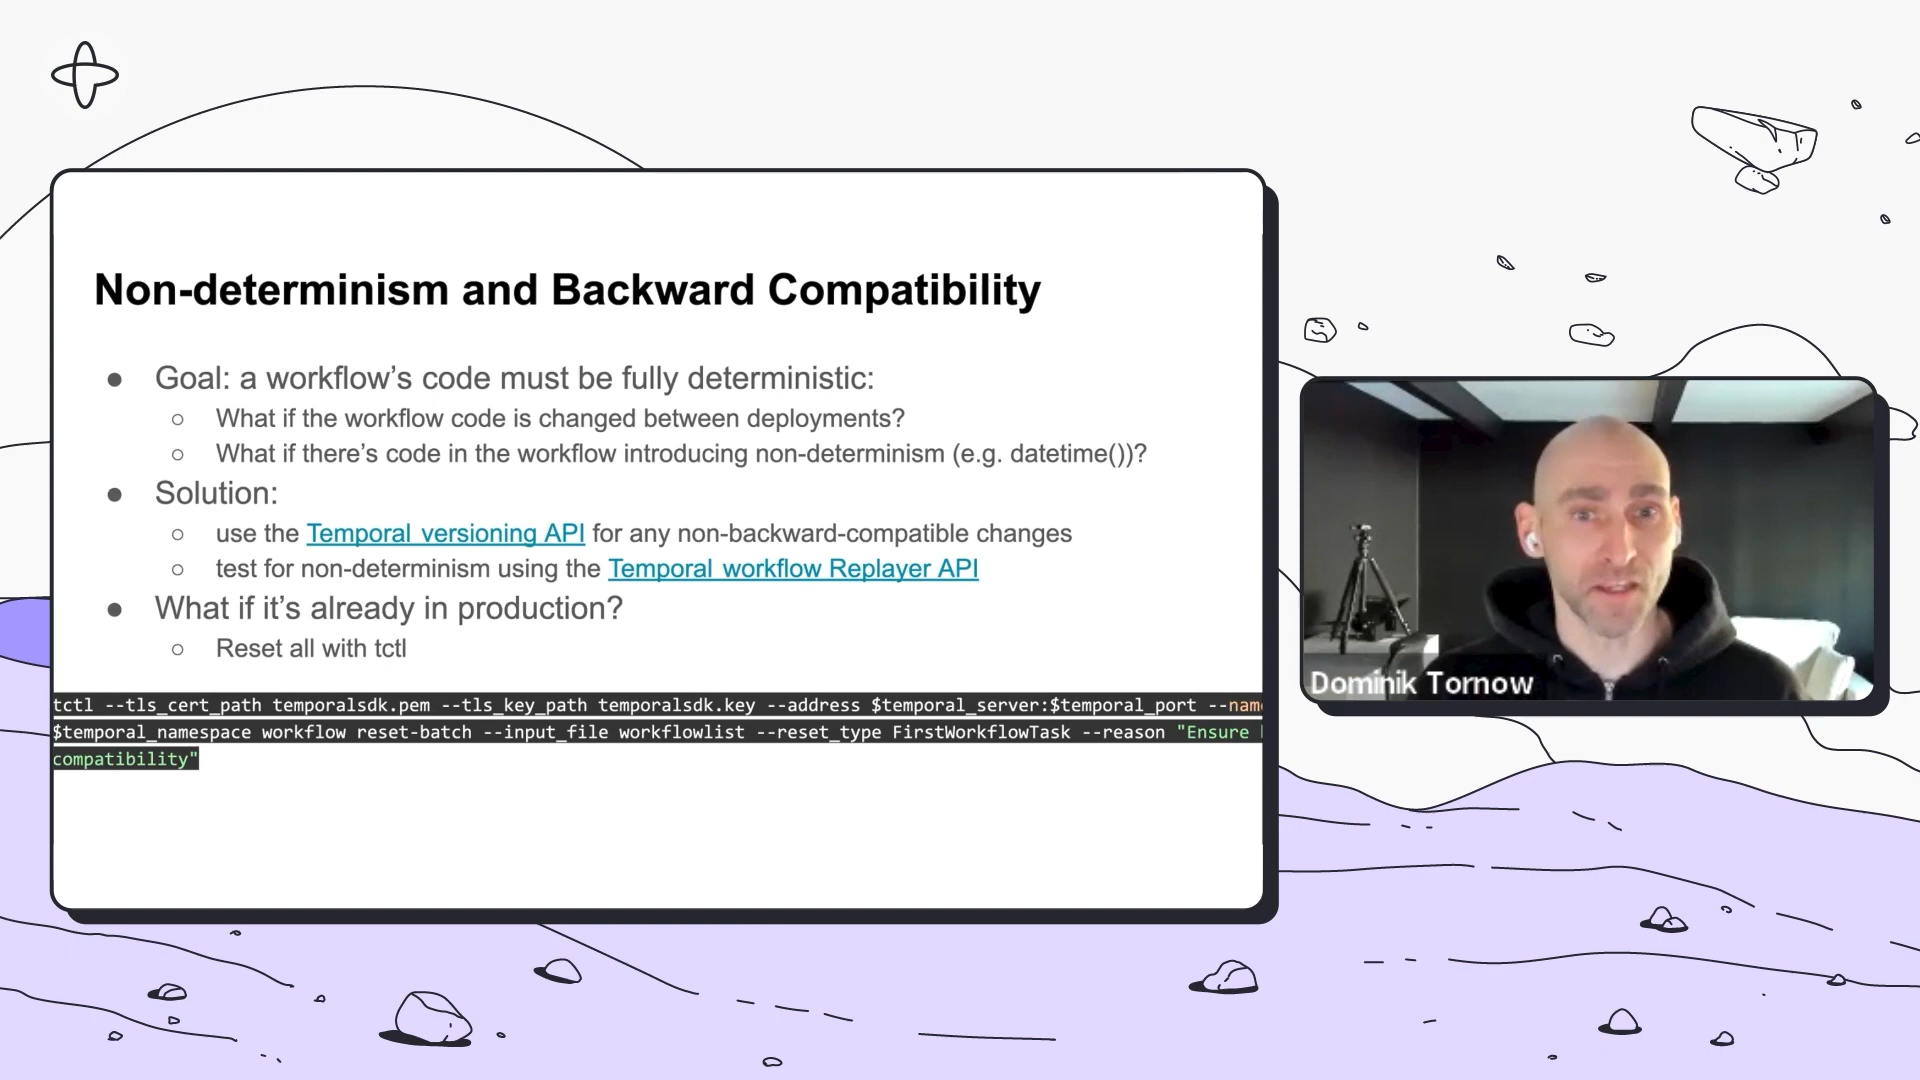 Non-determinism and Backward Compatibility
● Goal: a workflow’s code must be fully deterministic:
○ What if the workflow code is changed between deployments?
○ What if there’s code in the workflow introducing non-determinism (e.g. datetime())?
● Solution:
○ use the Temporal versioning API for any non-backward-compatible changes
○ test for non-determinism using the Temporal workflow Replayer API
● What if it’s already in production?
○ Reset all with tctl
tctl --tls_cert_path temporalsdk.pem --tls_key_path temporalsdk.key --address $temporal_server:$temporal_port --nam
$temporal_namespace workflow reset-batch --input_file workflowlist --reset_type FirstWorkflowTask --reason "Ensure
compatibility"
Dominik Tornow